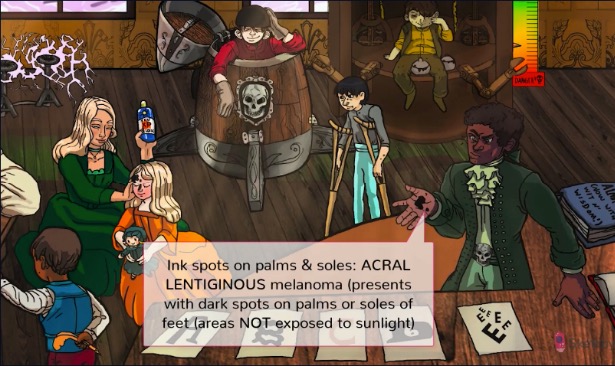 DANGER!
Ink spots on palms & soles: ACRAL
LENTIGINOUS melanoma (presents
with dark spots on palms or soles of
feet (areas NOT exposed to sunlight)
E
E
E
E
E